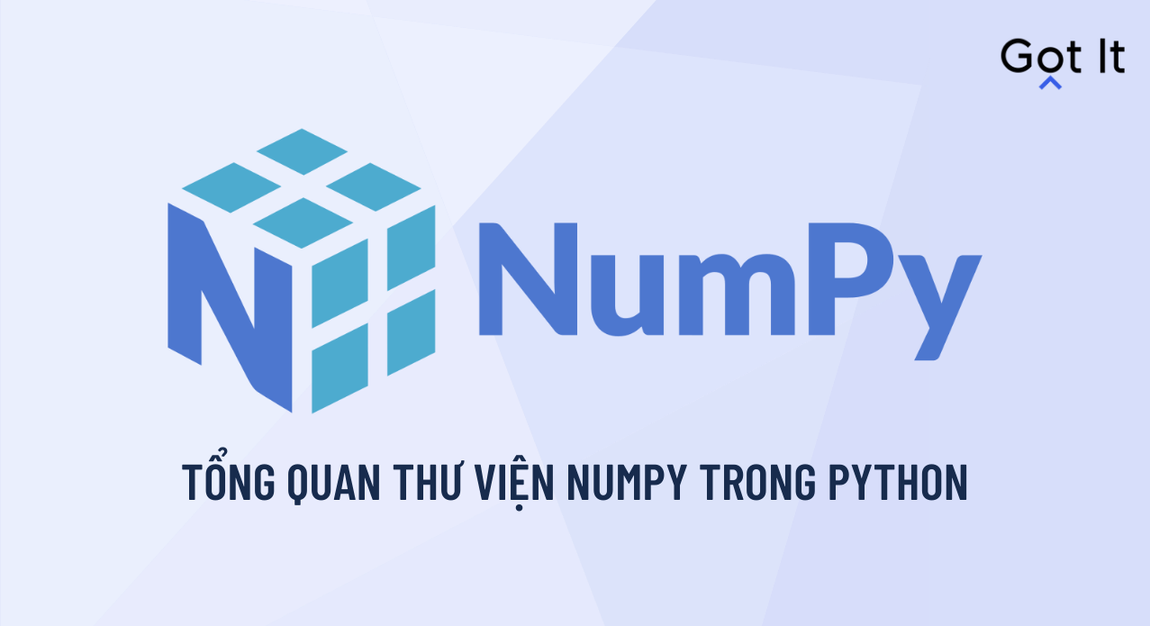 Got It
NumPy
TỔNG QUAN THƯ VIỆN NUMPY TRONG PYTHON